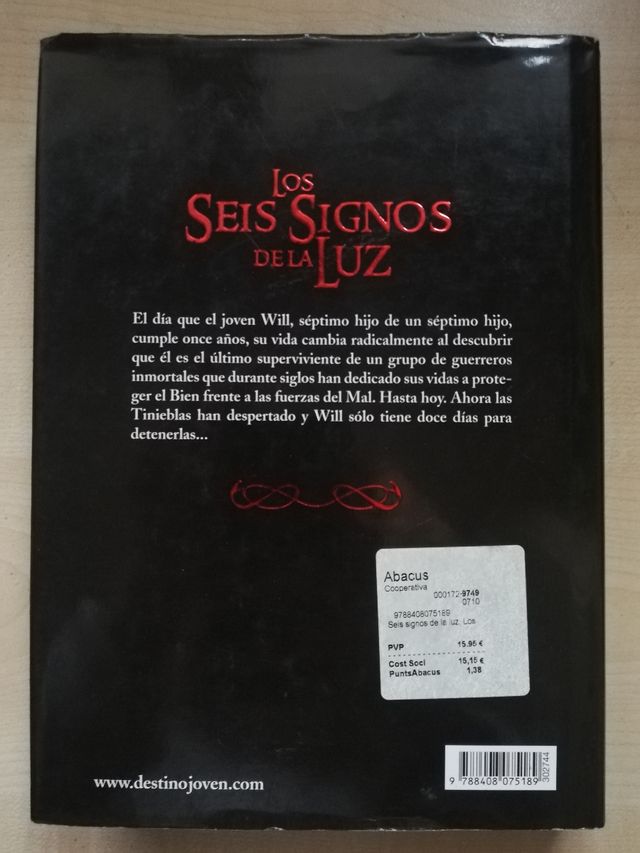 LOS
SEIS SIGNOS
DE LA LUZ
El día que el joven Will, séptimo hijo de un séptimo hijo,
cumple once años, su vida cambia radicalmente al descubrir
que él es el último superviviente de un grupo de guerreros
inmortales que durante siglos han dedicado sus vidas a prote-
ger el Bien frente a las fuerzas del Mal. Hasta hoy. Ahora las
Tinieblas han despertado y Will sólo tiene doce días para
detenerlas...
Abacus
Cooperativa
000172-9749
0710
9788408075189
Seis signos de la luz, Los
PVP 15.95 €
Cost Soci 15,15 €
PuntsAbacus 1,38
www.destinojoven.com
9 788408 075189
302744